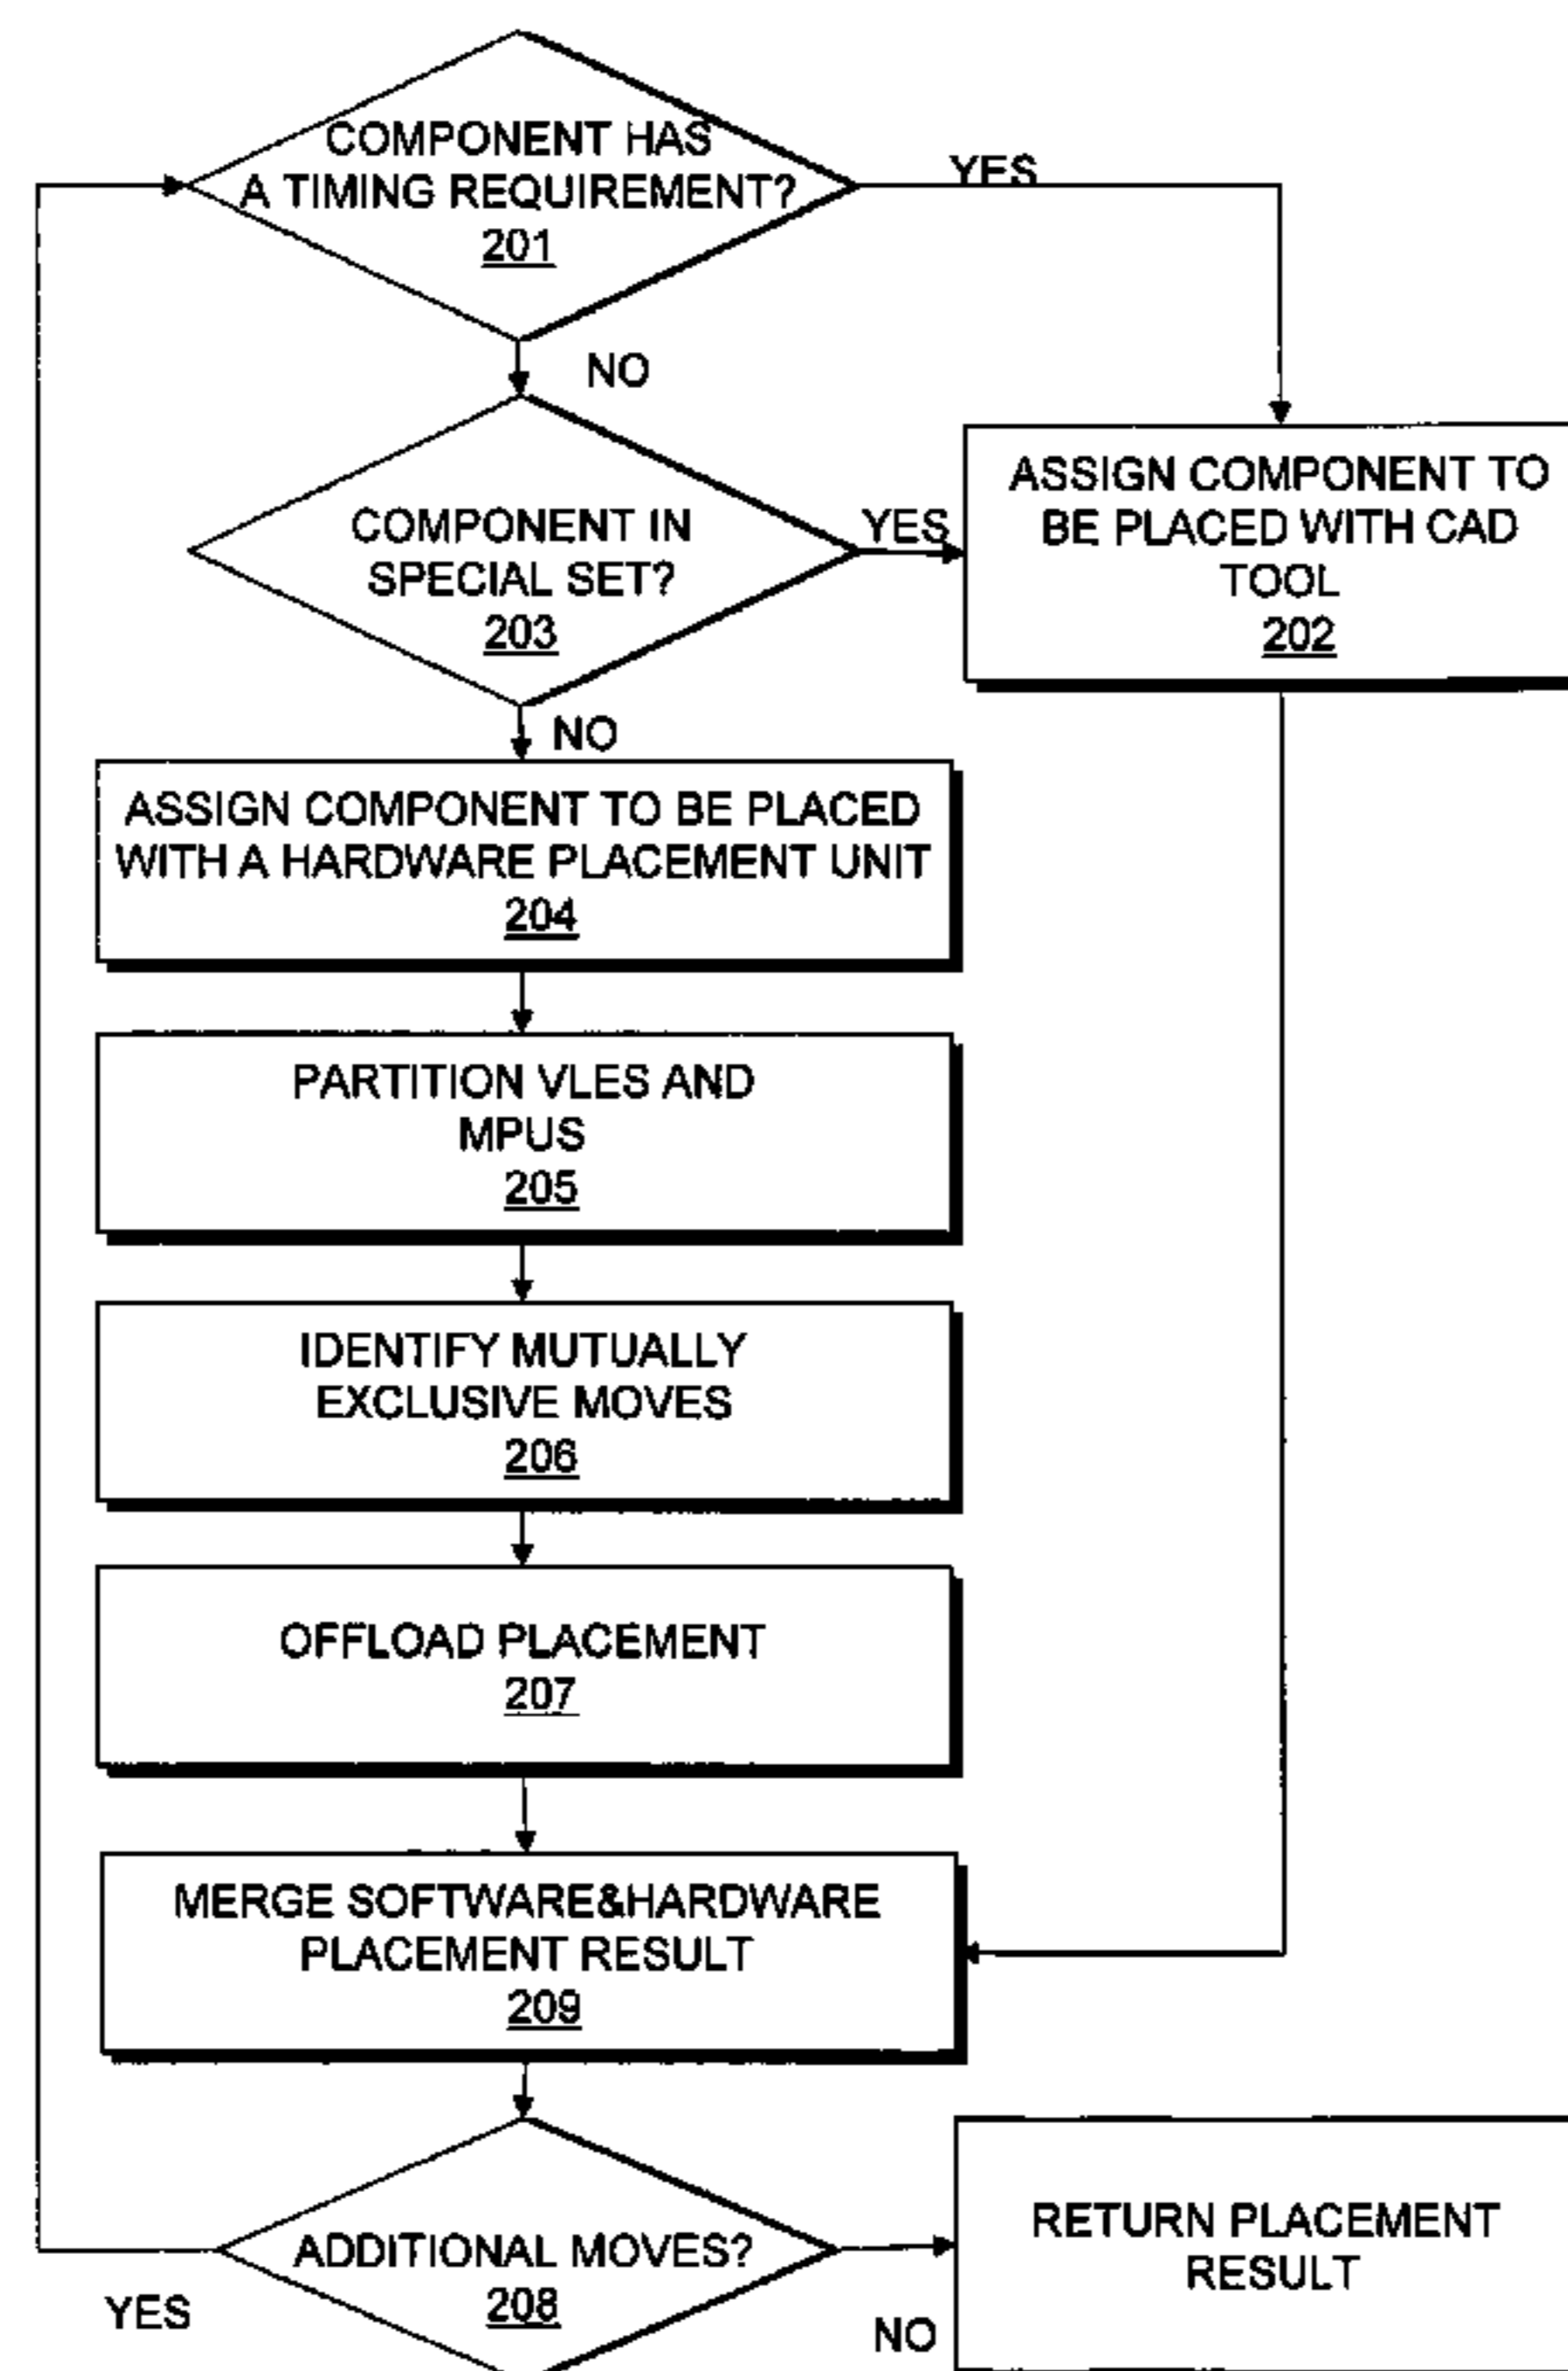 COMPONENT HAS
A TIMING REQUIREMENT?
201
YES
NO
COMPONENT IN
SPECIAL SET?
203
YES
ASSIGN COMPONENT TO
BE PLACED WITH CAD
TOOL
202
NO
ASSIGN COMPONENT TO BE PLACED
WITH A HARDWARE PLACEMENT UNIT
204
PARTITION VLES AND
MPUS
205
IDENTIFY MUTUALLY
EXCLUSIVE MOVES
206
OFFLOAD PLACEMENT
207
MERGE SOFTWARE&HARDWARE
PLACEMENT RESULT
209
ADDITIONAL MOVES?
208
YES
NO
RETURN PLACEMENT
RESULT